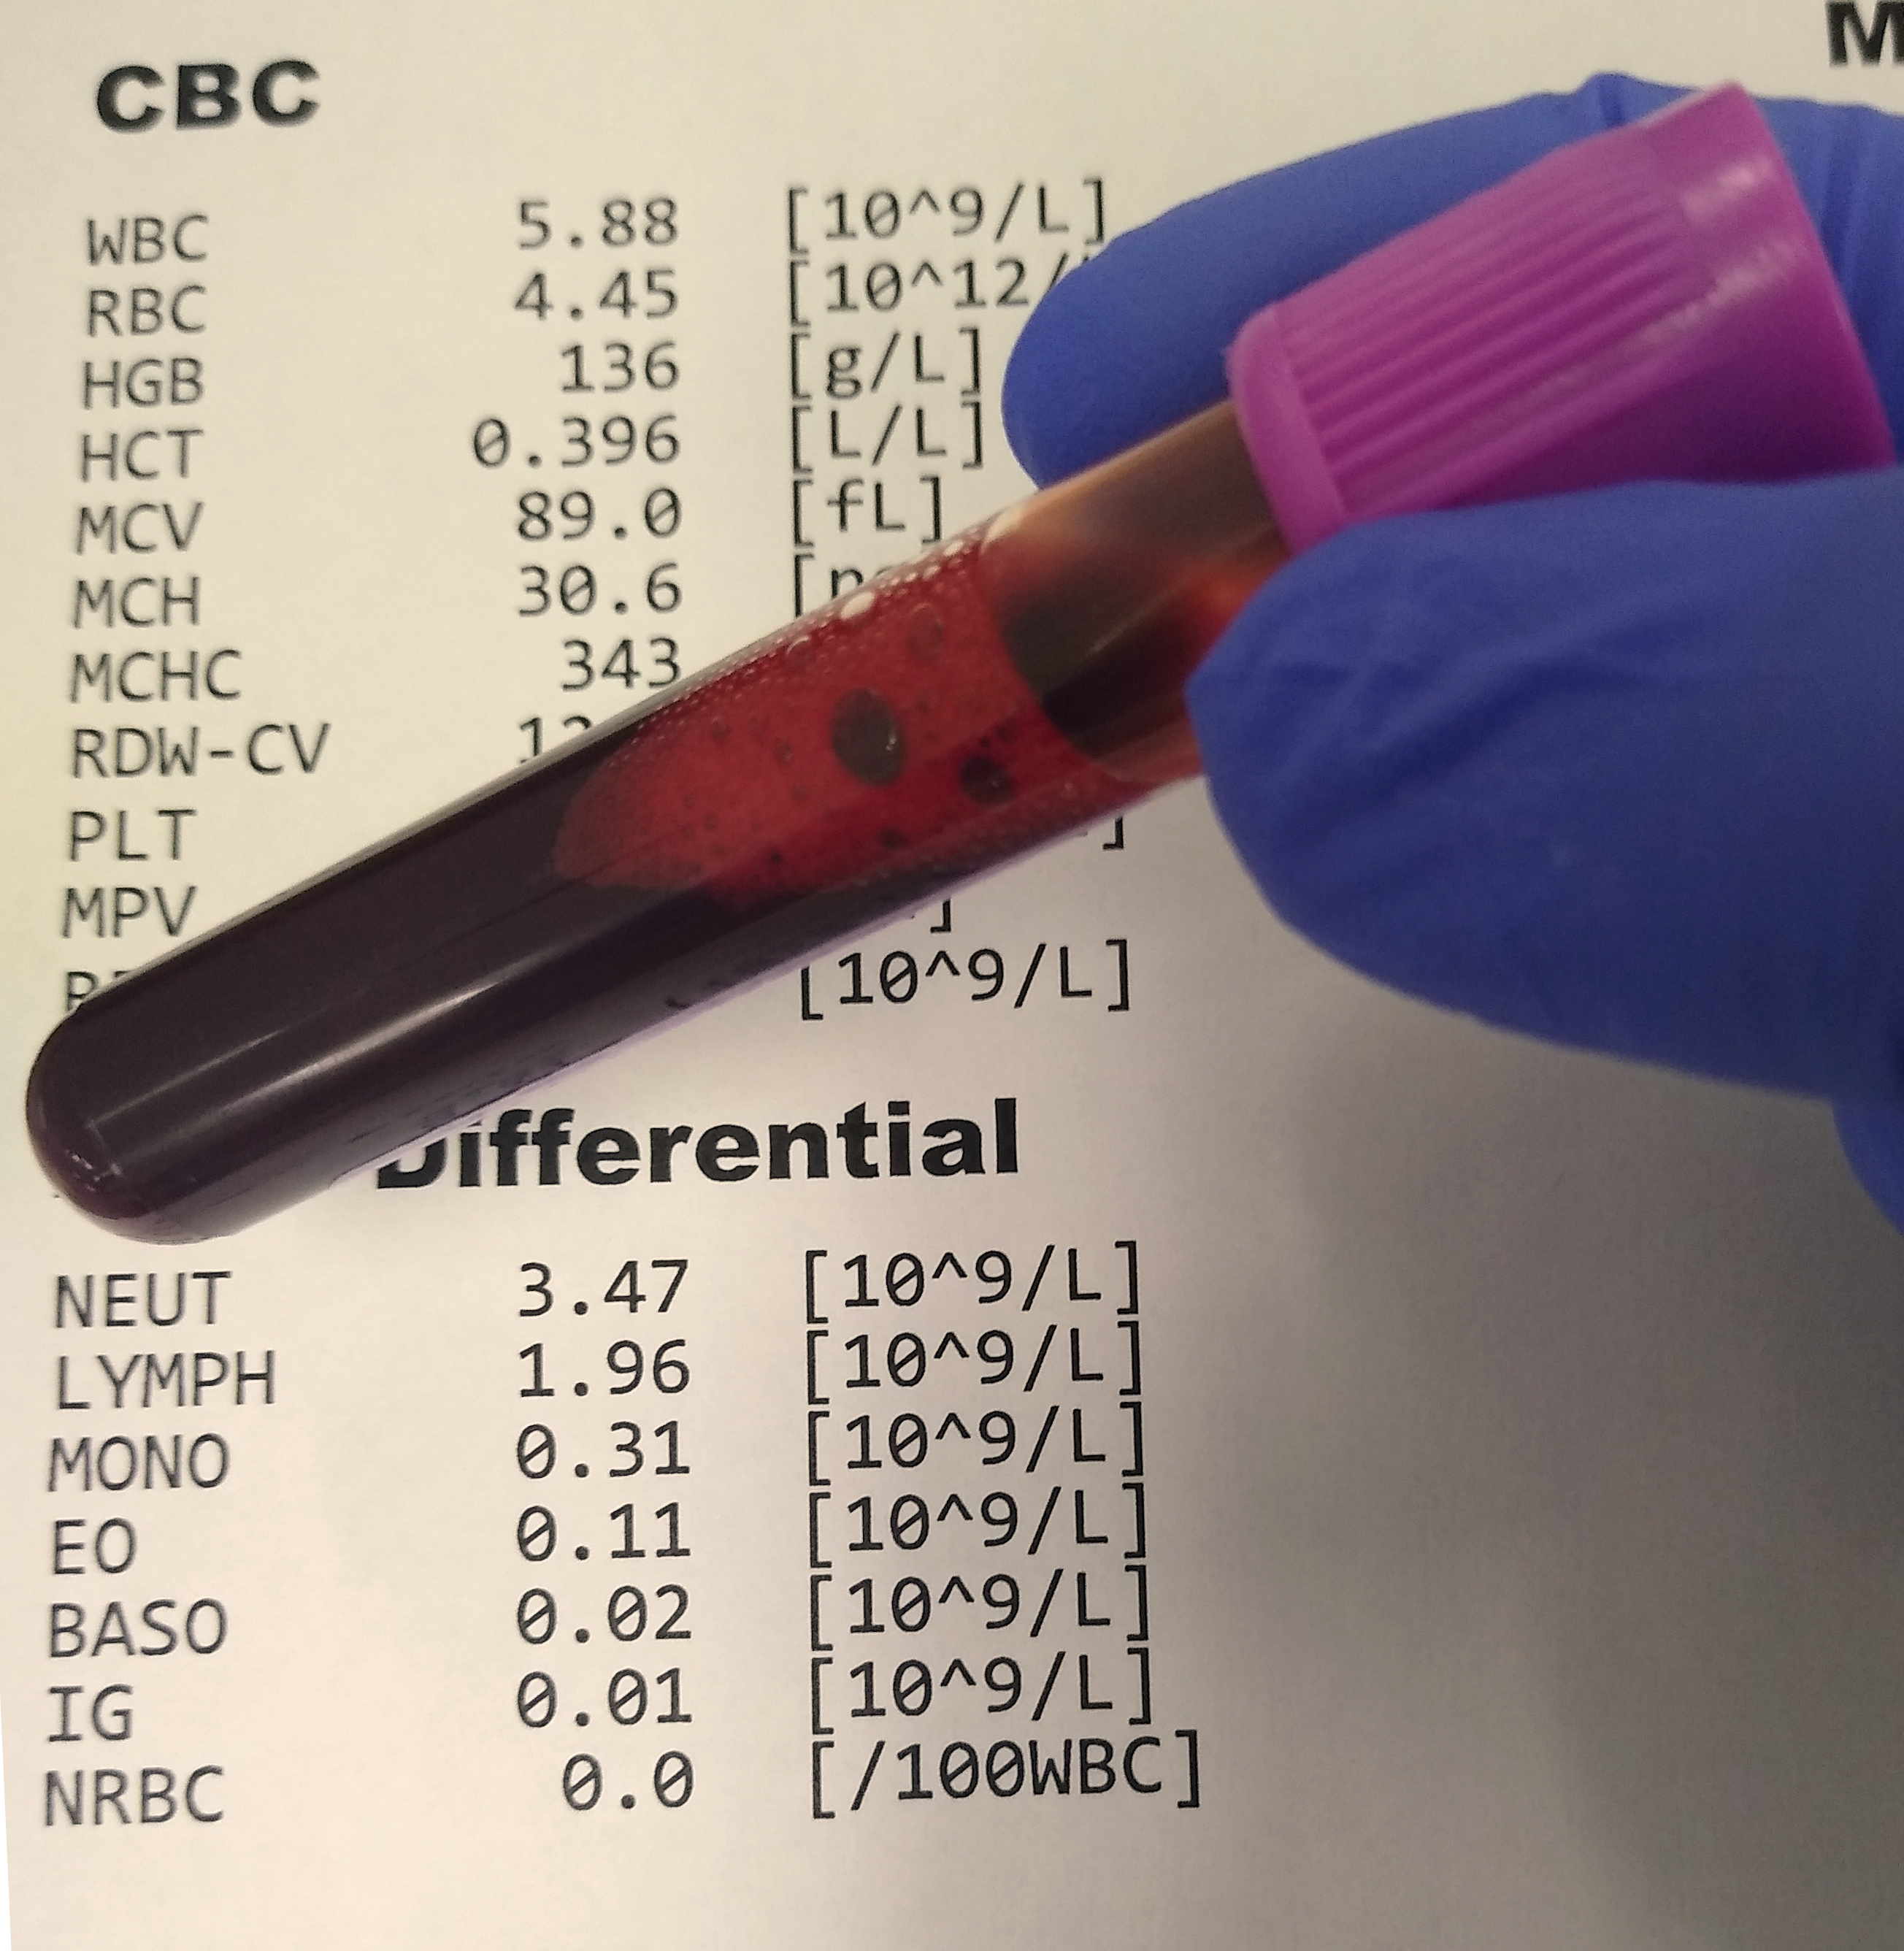 CBC
M
WBC 5.88 [10^9/L]
RBC 4.45 [10^12/
HGB 136 [g/L]
HCT 0.396 [L/L]
MCV 89.0 [fL]
MCH 30.6 [
MCHC 343
RDW-CV
PLT ]
MPV ]
[10^9/L]
Differential
NEUT 3.47 [10^9/L]
LYMPH 1.96 [10^9/L]
MONO 0.31 [10^9/L]
EO 0.11 [10^9/L]
BASO 0.02 [10^9/L]
IG 0.01 [10^9/L]
NRBC 0.0 [/100WBC]